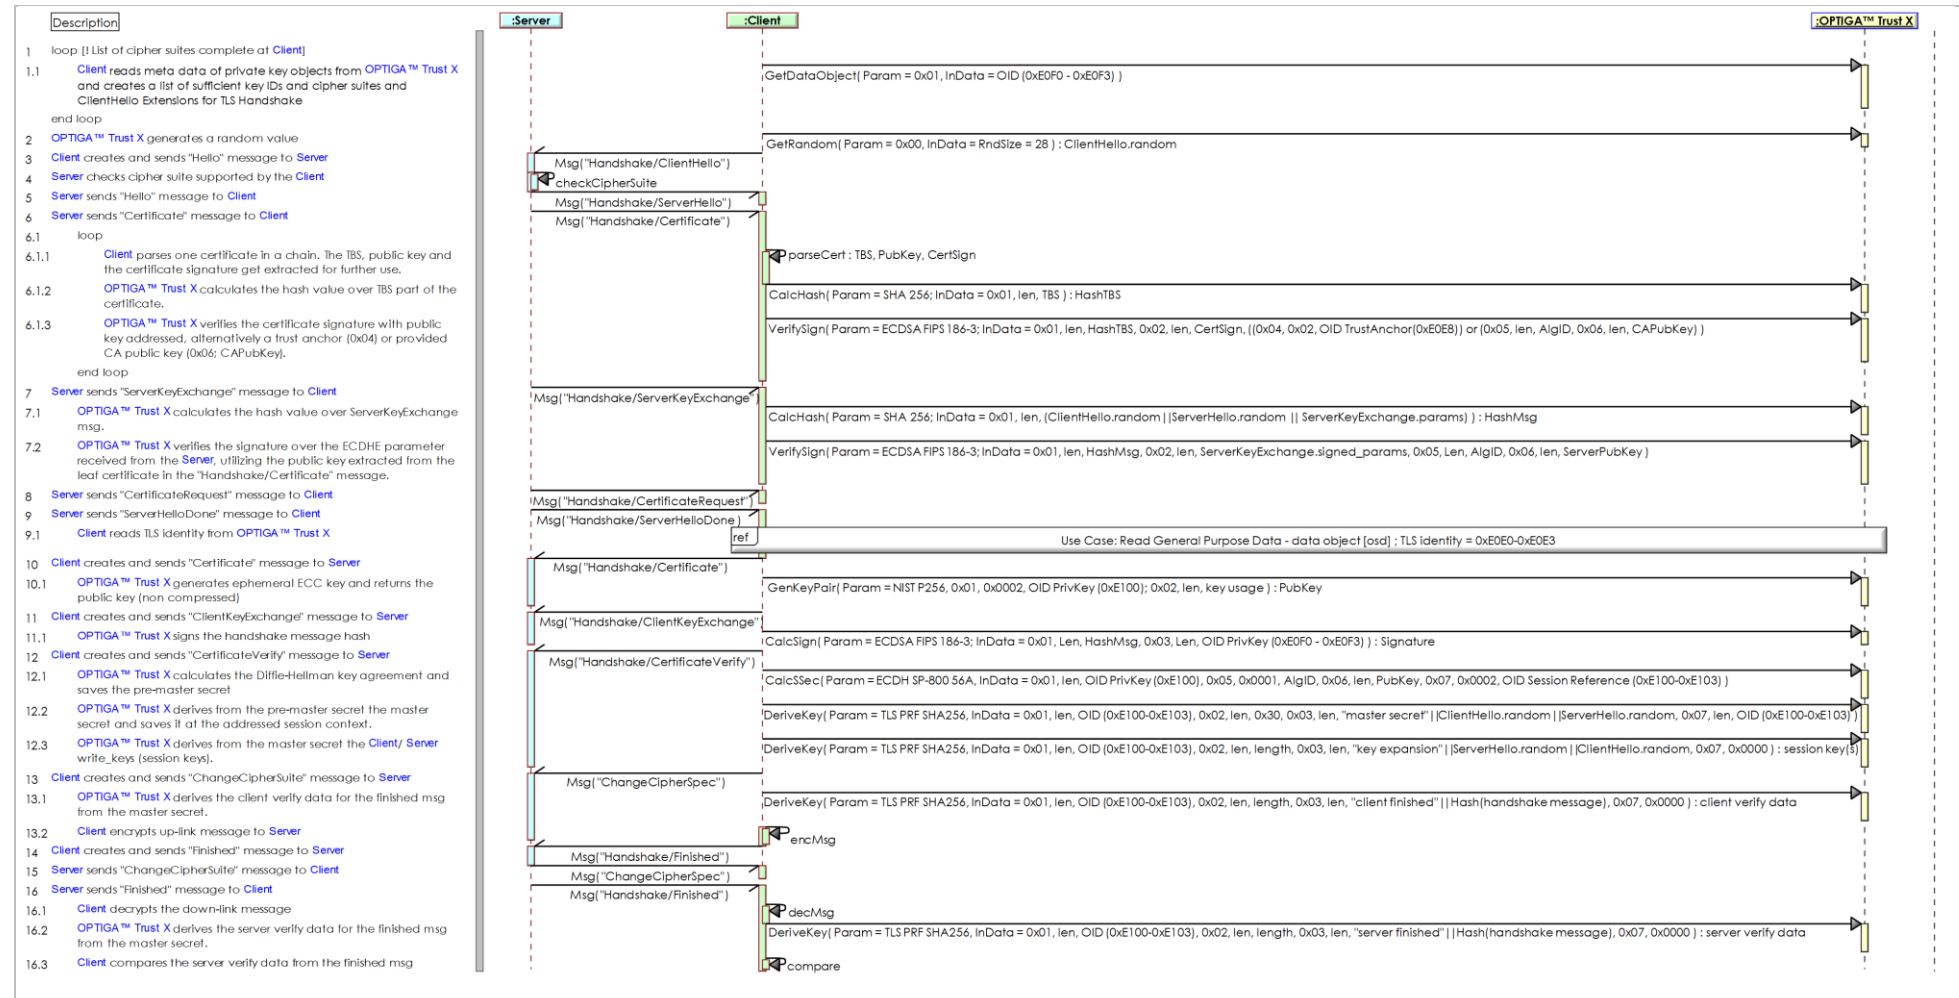 Description
:Server
:Client
:OPTIGA™ Trust X
1 loop [! List of cipher suites complete at Client]
1.1 Client reads meta data of private key objects from OPTIGA™ Trust X
and creates a list of sufficient key IDs and cipher suites and
ClientHello Extensions for TLS Handshake
end loop
GetDataObject( Param = 0x01, InData = OID (0xE0F0 - 0xE0F3) )
2 OPTIGA™ Trust X generates a random value
GetRandom( Param = 0x00, InData = RndSize = 28 ) : ClientHello.random
3 Client creates and sends "Hello" message to Server
Msg("Handshake/ClientHello")
4 Server checks cipher suite supported by the Client
checkCipherSuite
5 Server sends "Hello" message to Client
Msg("Handshake/ServerHello")
6 Server sends "Certificate" message to Client
Msg("Handshake/Certificate")
6.1 loop
6.1.1 Client parses one certificate in a chain. The TBS, public key and
the certificate signature get extracted for further use.
parseCert : TBS, PubKey, CertSign
6.1.2 OPTIGA™ Trust X calculates the hash value over TBS part of the
certificate.
CalcHash( Param = SHA 256; InData = 0x01, len, TBS ) : HashTBS
6.1.3 OPTIGA™ Trust X verifies the certificate signature with public
key addressed, alternatively a trust anchor (0x04) or provided
CA public key (0x06; CAPubKey).
VerifySign( Param = ECDSA FIPS 186-3; InData = 0x01, len, HashTBS, 0x02, len, CertSign, ((0x04, 0x02, OID TrustAnchor(0xE0E8)) or (0x05, len, AlgID, 0x06, len, CAPubKey) )
end loop
7 Server sends "ServerKeyExchange" message to Client
Msg("Handshake/ServerKeyExchange"
7.1 OPTIGA™ Trust X calculates the hash value over ServerKeyExchange
msg.
CalcHash( Param = SHA 256; InData = 0x01, len, (ClientHello.random ||ServerHello.random || ServerKeyExchange.params) ) : HashMsg
7.2 OPTIGA™ Trust X verifies the signature over the ECDHE parameter
received from the Server, utilizing the public key extracted from the
leaf certificate in the "Handshake/Certificate" message.
VerifySign( Param = ECDSA FIPS 186-3; InData = 0x01, len, HashMsg, 0x02, len, ServerKeyExchange.signed_params, 0x05, Len, AlgID, 0x06, len, ServerPubKey )
8 Server sends "CertificateRequest" message to Client
Msg("Handshake/CertificateRequest")
9 Server sends "ServerHelloDone" message to Client
Msg("Handshake/ServerHelloDone)
9.1 Client reads TLS identity from OPTIGA™ Trust X
ref
Use Case: Read General Purpose Data - data object [osd] ; TLS identity = 0xE0E0-0xE0E3
10 Client creates and sends "Certificate" message to Server
Msg("Handshake/Certificate")
10.1 OPTIGA™ Trust X generates ephemeral ECC key and returns the
public key (non compressed)
GenKeyPair( Param = NIST P256, 0x01, 0x0002, OID PrivKey (0xE100); 0x02, len, key usage ) : PubKey
11 Client creates and sends "ClientKeyExchange" message to Server
Msg("Handshake/ClientKeyExchange"
11.1 OPTIGA™ Trust X signs the handshake message hash
CalcSign( Param = ECDSA FIPS 186-3; InData = 0x01, Len, HashMsg, 0x03, Len, OID PrivKey (0xE0F0 - 0xE0F3) ) : Signature
12 Client creates and sends "CertificateVerify" message to Server
Msg("Handshake/CertificateVerify")
12.1 OPTIGA™ Trust X calculates the Diffie-Hellman key agreement and
saves the pre-master secret
CalcSSec( Param = ECDH SP-800 56A, InData = 0x01, len, OID PrivKey (0xE100), 0x05, 0x0001, AlgID, 0x06, len, PubKey, 0x07, 0x0002, OID Session Reference (0xE100-0xE103) )
12.2 OPTIGA™ Trust X derives from the pre-master secret the master
secret and saves it at the addressed session context.
DeriveKey( Param = TLS PRF SHA256, InData = 0x01, len, OID (0xE100-0xE103), 0x02, len, 0x30, 0x03, len, "master secret"||ClientHello.random||ServerHello.random, 0x07, len, OID (0xE100-0xE103) )
12.3 OPTIGA™ Trust X derives from the master secret the Client/ Server
write_keys (session keys).
DeriveKey( Param = TLS PRF SHA256, InData = 0x01, len, OID (0xE100-0xE103), 0x02, len, length, 0x03, len, "key expansion"||ServerHello.random||ClientHello.random, 0x07, 0x0000 ) : session key(s)
13 Client creates and sends "ChangeCipherSuite" message to Server
Msg("ChangeCipherSpec")
13.1 OPTIGA™ Trust X derives the client verify data for the finished msg
from the master secret.
DeriveKey( Param = TLS PRF SHA256, InData = 0x01, len, OID (0xE100-0xE103), 0x02, len, length, 0x03, len, "client finished"||Hash(handshake message), 0x07, 0x0000 ) : client verify data
13.2 Client encrypts up-link message to Server
encMsg
14 Client creates and sends "Finished" message to Server
Msg("Handshake/Finished")
15 Server sends "ChangeCipherSuite" message to Client
Msg("ChangeCipherSpec")
16 Server sends "Finished" message to Client
Msg("Handshake/Finished")
16.1 Client decrypts the down-link message
decMsg
16.2 OPTIGA™ Trust X derives the server verify data for the finished msg
from the master secret.
DeriveKey( Param = TLS PRF SHA256, InData = 0x01, len, OID (0xE100-0xE103), 0x02, len, length, 0x03, len, "server finished"||Hash(handshake message), 0x07, 0x0000 ) : server verify data
16.3 Client compares the server verify data from the finished msg
compare